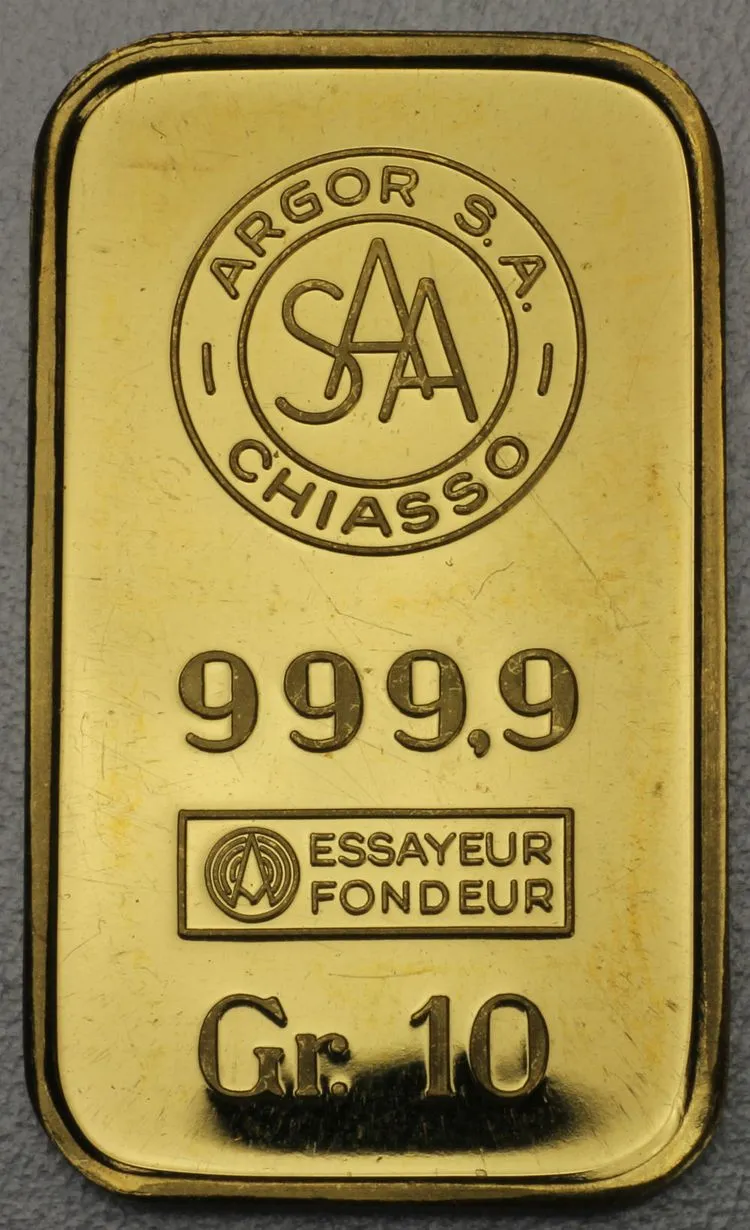 ARGOR S.A.
SAA
CHIASSO
999,9
ESSAYEUR
FONDEUR
Gr. 10